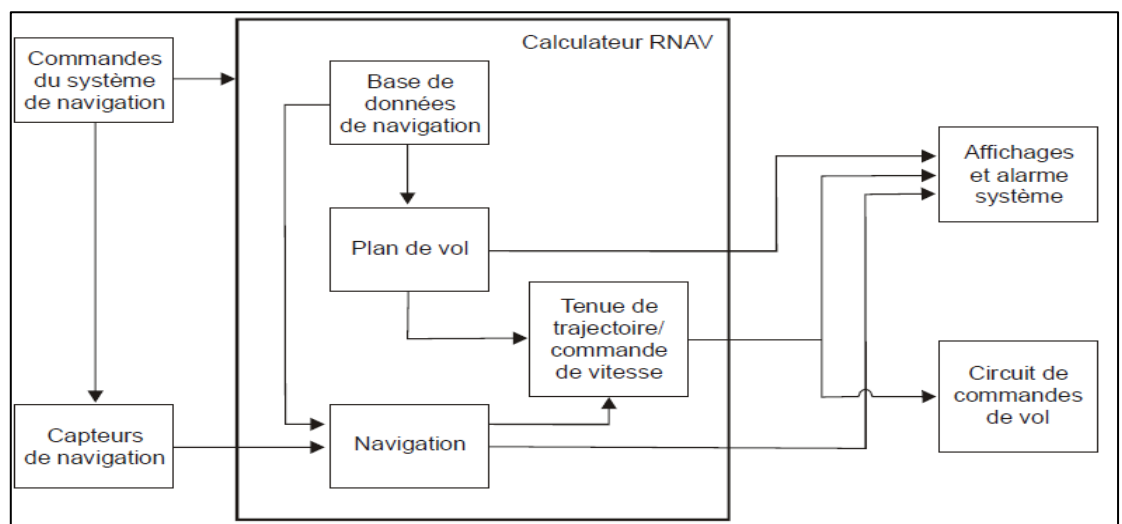 Calculateur RNAV
Commandes
du système
de navigation
Base de
données
de navigation
Affichages
et alarme
système
Plan de vol
Tenue de
trajectoire/
commande
de vitesse
Circuit de
commandes
de vol
Capteurs
de navigation
Navigation